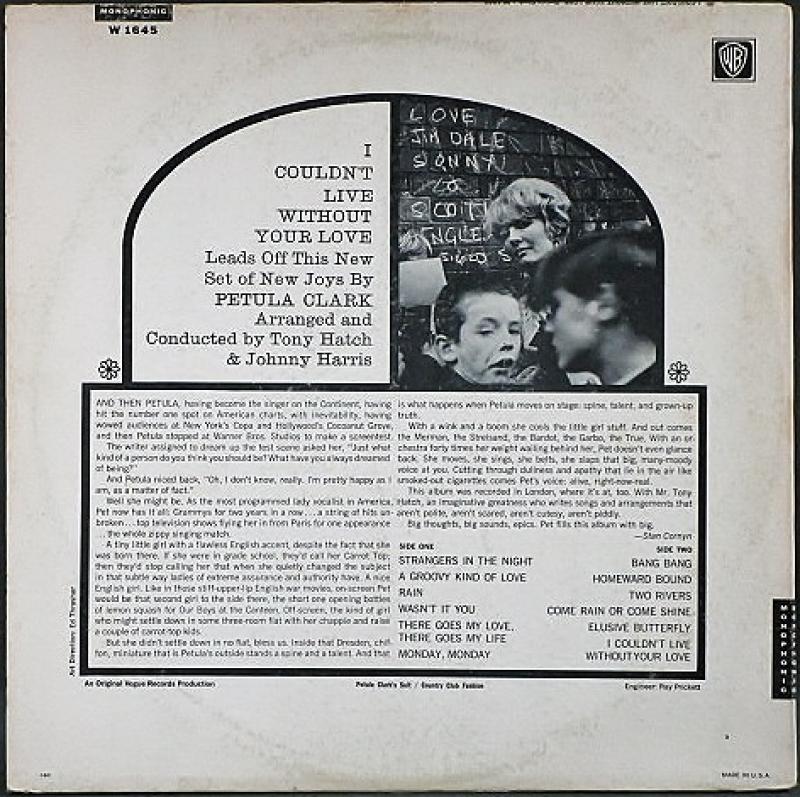 MONOPHONIC
W 1645
WB
I
COULDN'T
LIVE
WITHOUT
YOUR LOVE
Leads Off This New
Set of New Joys By
PETULA CLARK
Arranged and
Conducted by Tony Hatch
& Johnny Harris
LOVE
JIM DALE
SONNY
SCOTT
AND THEN PETULA, having become the singer on the Continent, having
hit the number one spot on American charts, with inevitability, having
wowed audiences at New York's Copa and Hollywood's Cocoanut Grove,
and then Petula stopped at Warner Bros. Studios to make a screentest.
The writer assigned to dream up the test scene asked her, "Just what
kind of a person do you think you should be? What have you always dreamed
of being?"
And Petula niced back, "Oh, I don't know, really. I'm pretty happy as I
am, as a matter of fact."
Well she might be. As the most programmed lady vocalist in America,
Pet now has it all: Grammys for two years in a row...a string of hits un-
broken...top television shows flying her in from Paris for one appearance
...the whole zippy singing match.
A tiny little girl with a flawless English accent, despite the fact that she
was born there. If she were in grade school, they'd call her Carrot Top;
then they'd stop calling her that when she quietly changed the subject
in that subtle way ladies of extreme assurance and authority have. A nice
English girl. Like in those stiff-upper-lip English war movies, on-screen Pet
would be that second girl to the side there, the short one opening bottles
of lemon squash for Our Boys at the Canteen. Off-screen, the kind of girl
who might settle down in some three-room flat with her chappie and raise
a couple of carrot-top kids.
But she didn't settle down in no flat, bless us. Inside that Dresden, chif-
fon, miniature that is Petula's outside stands a spine and a talent. And that
is what happens when Petula moves on stage: spine, talent, and grown-up
truth.
With a wink and a boom she cools the little girl stuff. And out comes
the Merman, the Streisand, the Bardot, the Garbo, the True. With an or-
chestra forty times her weight wailing behind her, Pet doesn't even glance
back. She moves, she sings, she belts, she slaps that big, many-moody
voice at you. Cutting through dullness and apathy that lie in the air like
smoked-out cigarettes comes Pet's voice: alive, right-now-real.
This album was recorded in London, where it's at, too. With Mr. Tony
Hatch, an imaginative greatness who writes songs and arrangements that
aren't polite, aren't scared, aren't cutesy, aren't piddly.
Big thoughts, big sounds, epics. Pet fills this album with big.
—Stan Cornyn
SIDE ONE
STRANGERS IN THE NIGHT
A GROOVY KIND OF LOVE
RAIN
WASN'T IT YOU
THERE GOES MY LOVE,
THERE GOES MY LIFE
MONDAY, MONDAY
SIDE TWO
BANG BANG
HOMEWARD BOUND
TWO RIVERS
COME RAIN OR COME SHINE
ELUSIVE BUTTERFLY
I COULDN'T LIVE
WITHOUT YOUR LOVE
Art Direction: Ed Thrasher
An Original Vogue Records Production
Petula Clark's Suit / Country Club Fashion
Engineer: Ray Prickett
MONOPHONIC
MADE IN U.S.A.